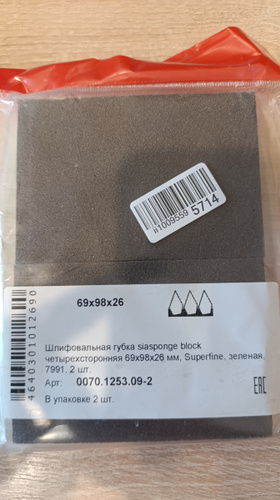 ii1009559 5714
69x98x26
Шлифовальная губка siasponge block
четырехсторонняя 69x98x26 мм, Superfine, зеленая,
7991. 2 шт.
Арт: 0070.1253.09-2
В упаковке 2 шт.
EAC
4640301012690